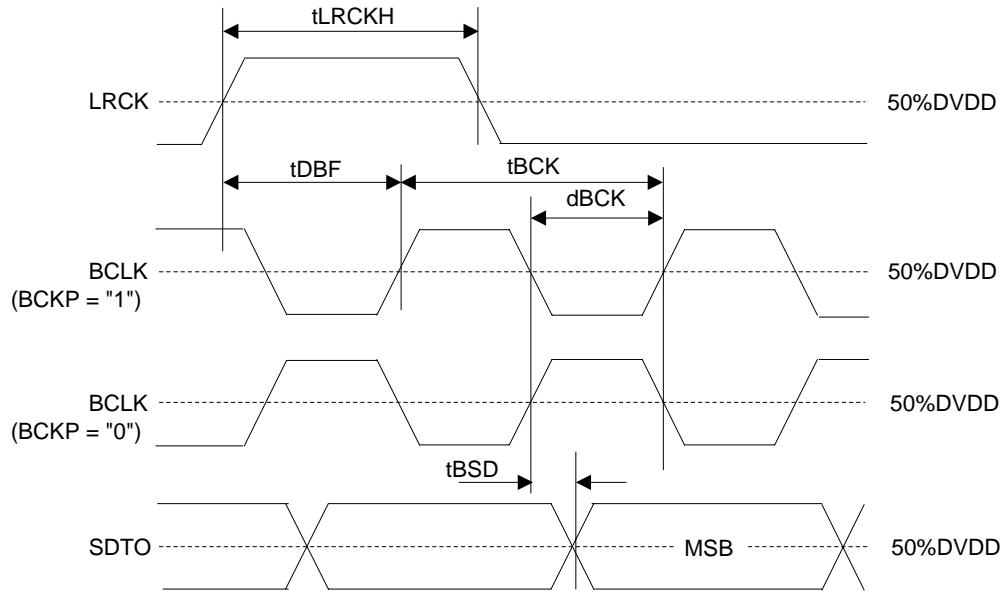 tLRCKH
LRCK
50%DVDD
tDBF
tBCK
dBCK
BCLK
(BCKP = "1")
50%DVDD
BCLK
(BCKP = "0")
50%DVDD
tBSD
SDTO
MSB
50%DVDD